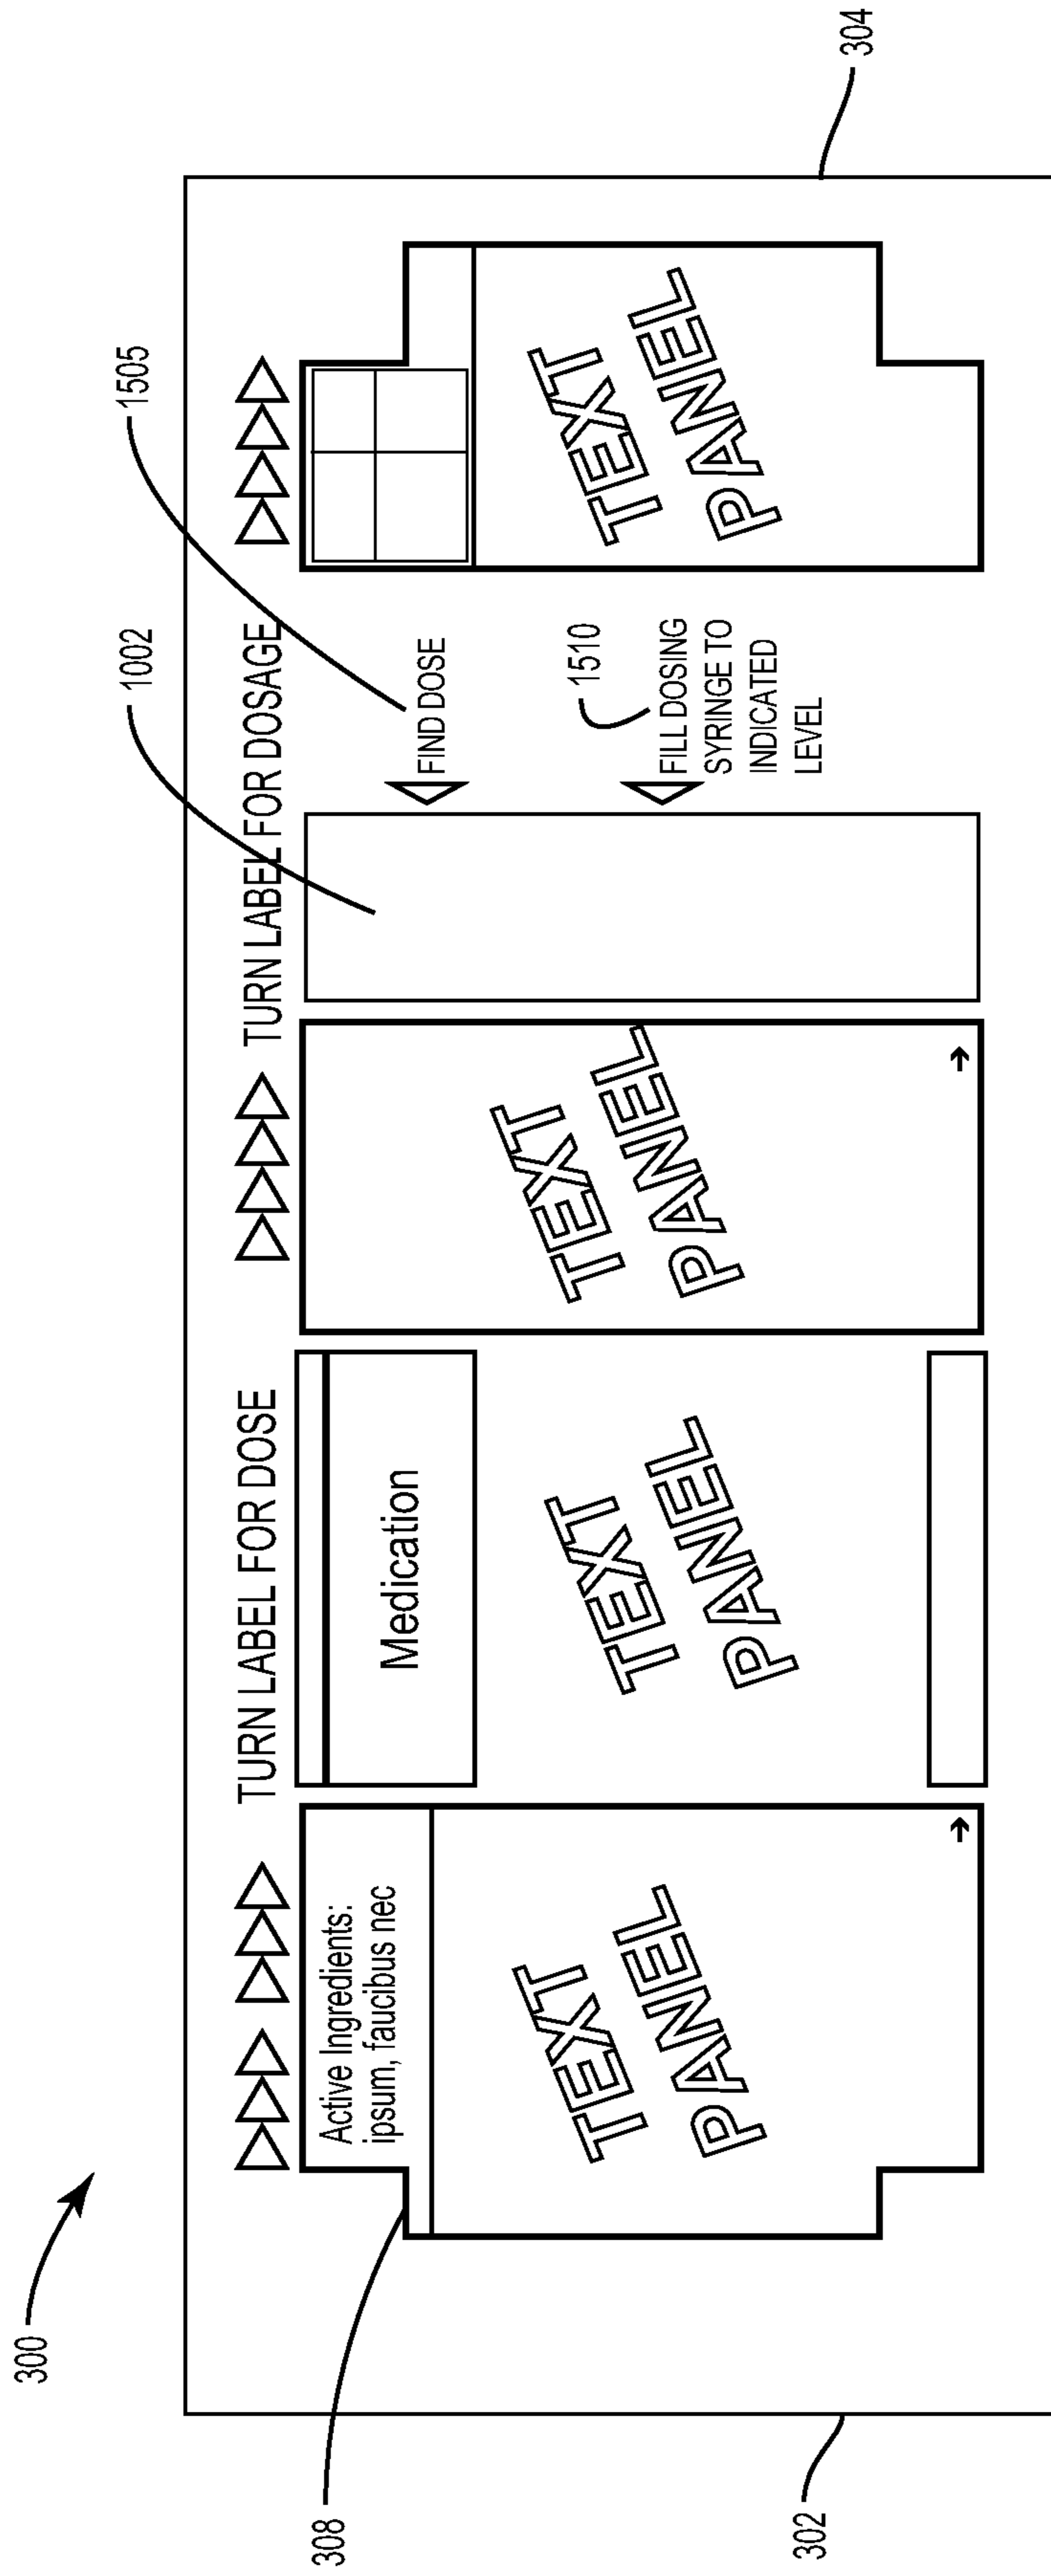 300
TURN LABEL FOR DOSE
TURN LABEL FOR DOSAGE
308
Active Ingredients:
ipsum, faucibus nec
TEXT
PANEL
→
Medication
TEXT
PANEL
TEXT
PANEL
→
1002
1505
FIND DOSE
1510
FILL DOSING
SYRINGE TO
INDICATED
LEVEL
TEXT
PANEL
302
304